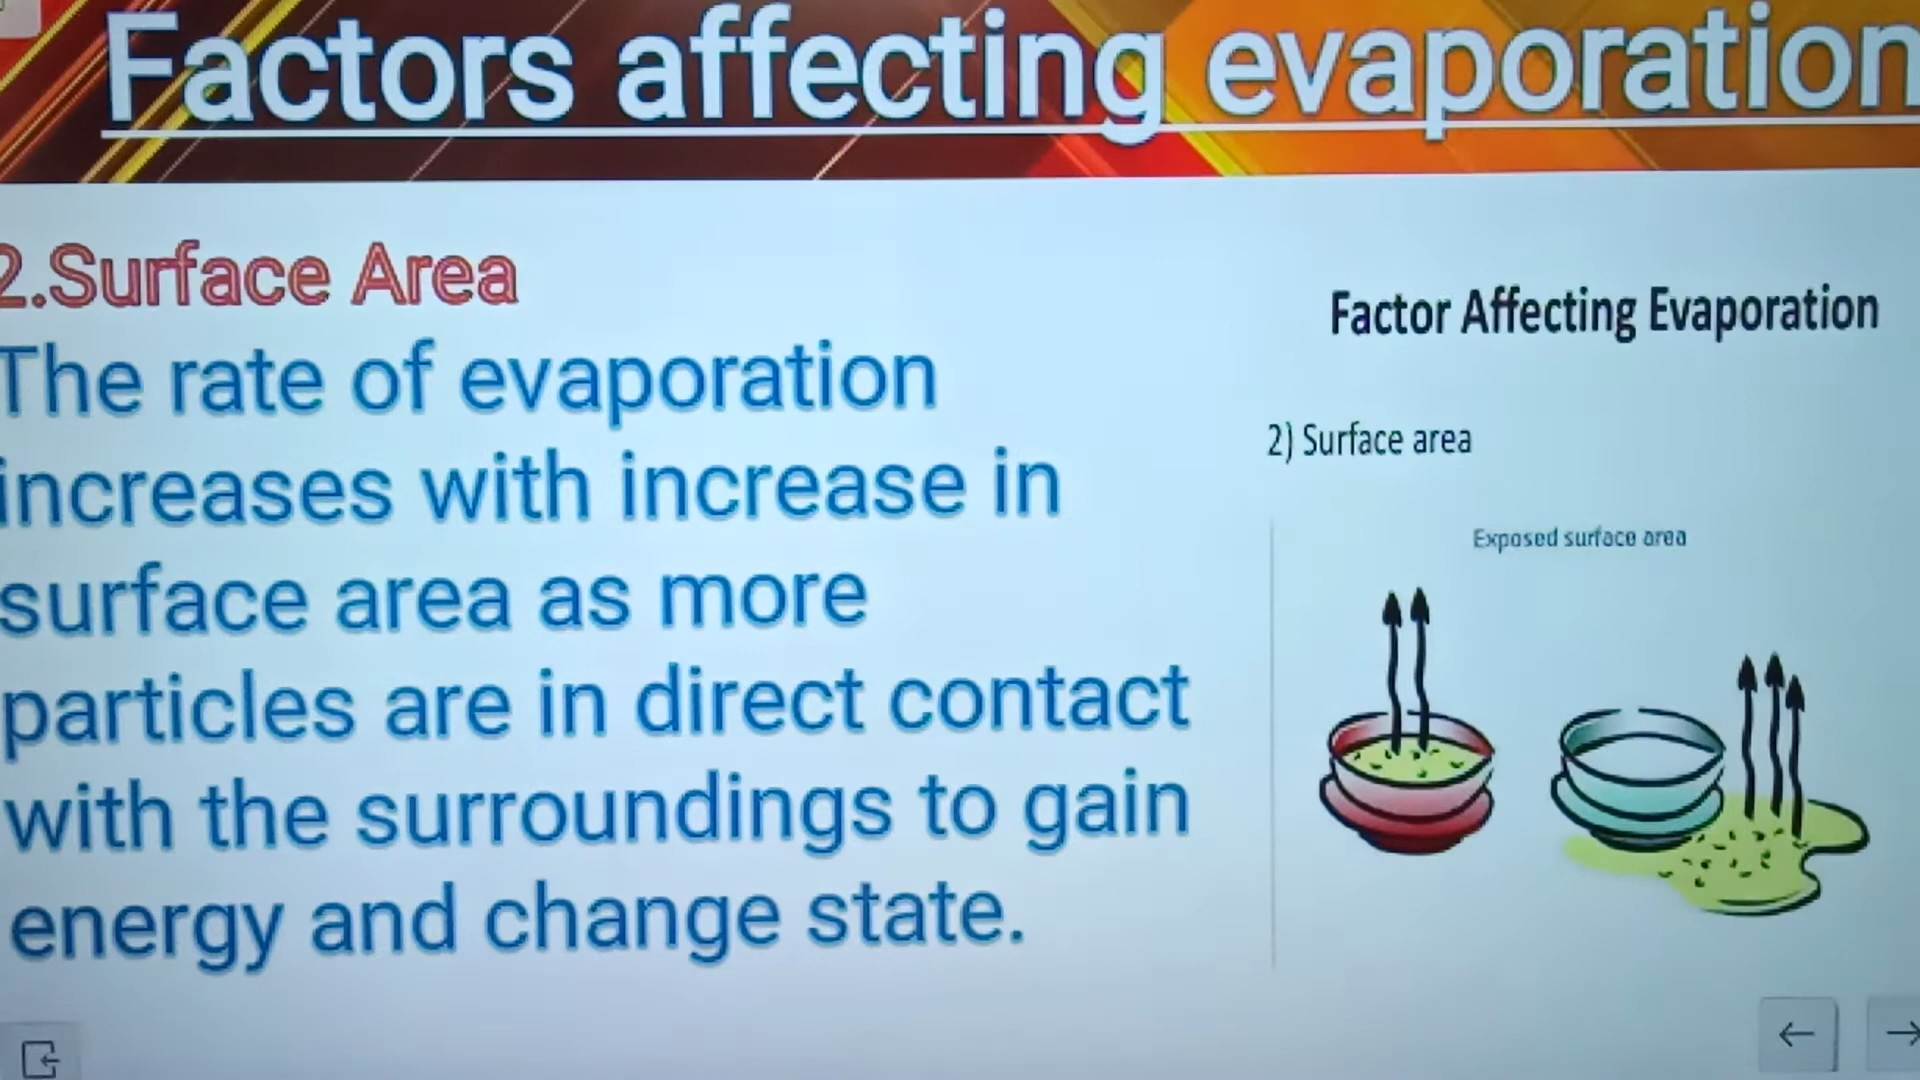 Factors affecting evaporation
2.Surface Area
The rate of evaporation
increases with increase in
surface area as more
particles are in direct contact
with the surroundings to gain
energy and change state.
Factor Affecting Evaporation
2) Surface area
Exposed surface area